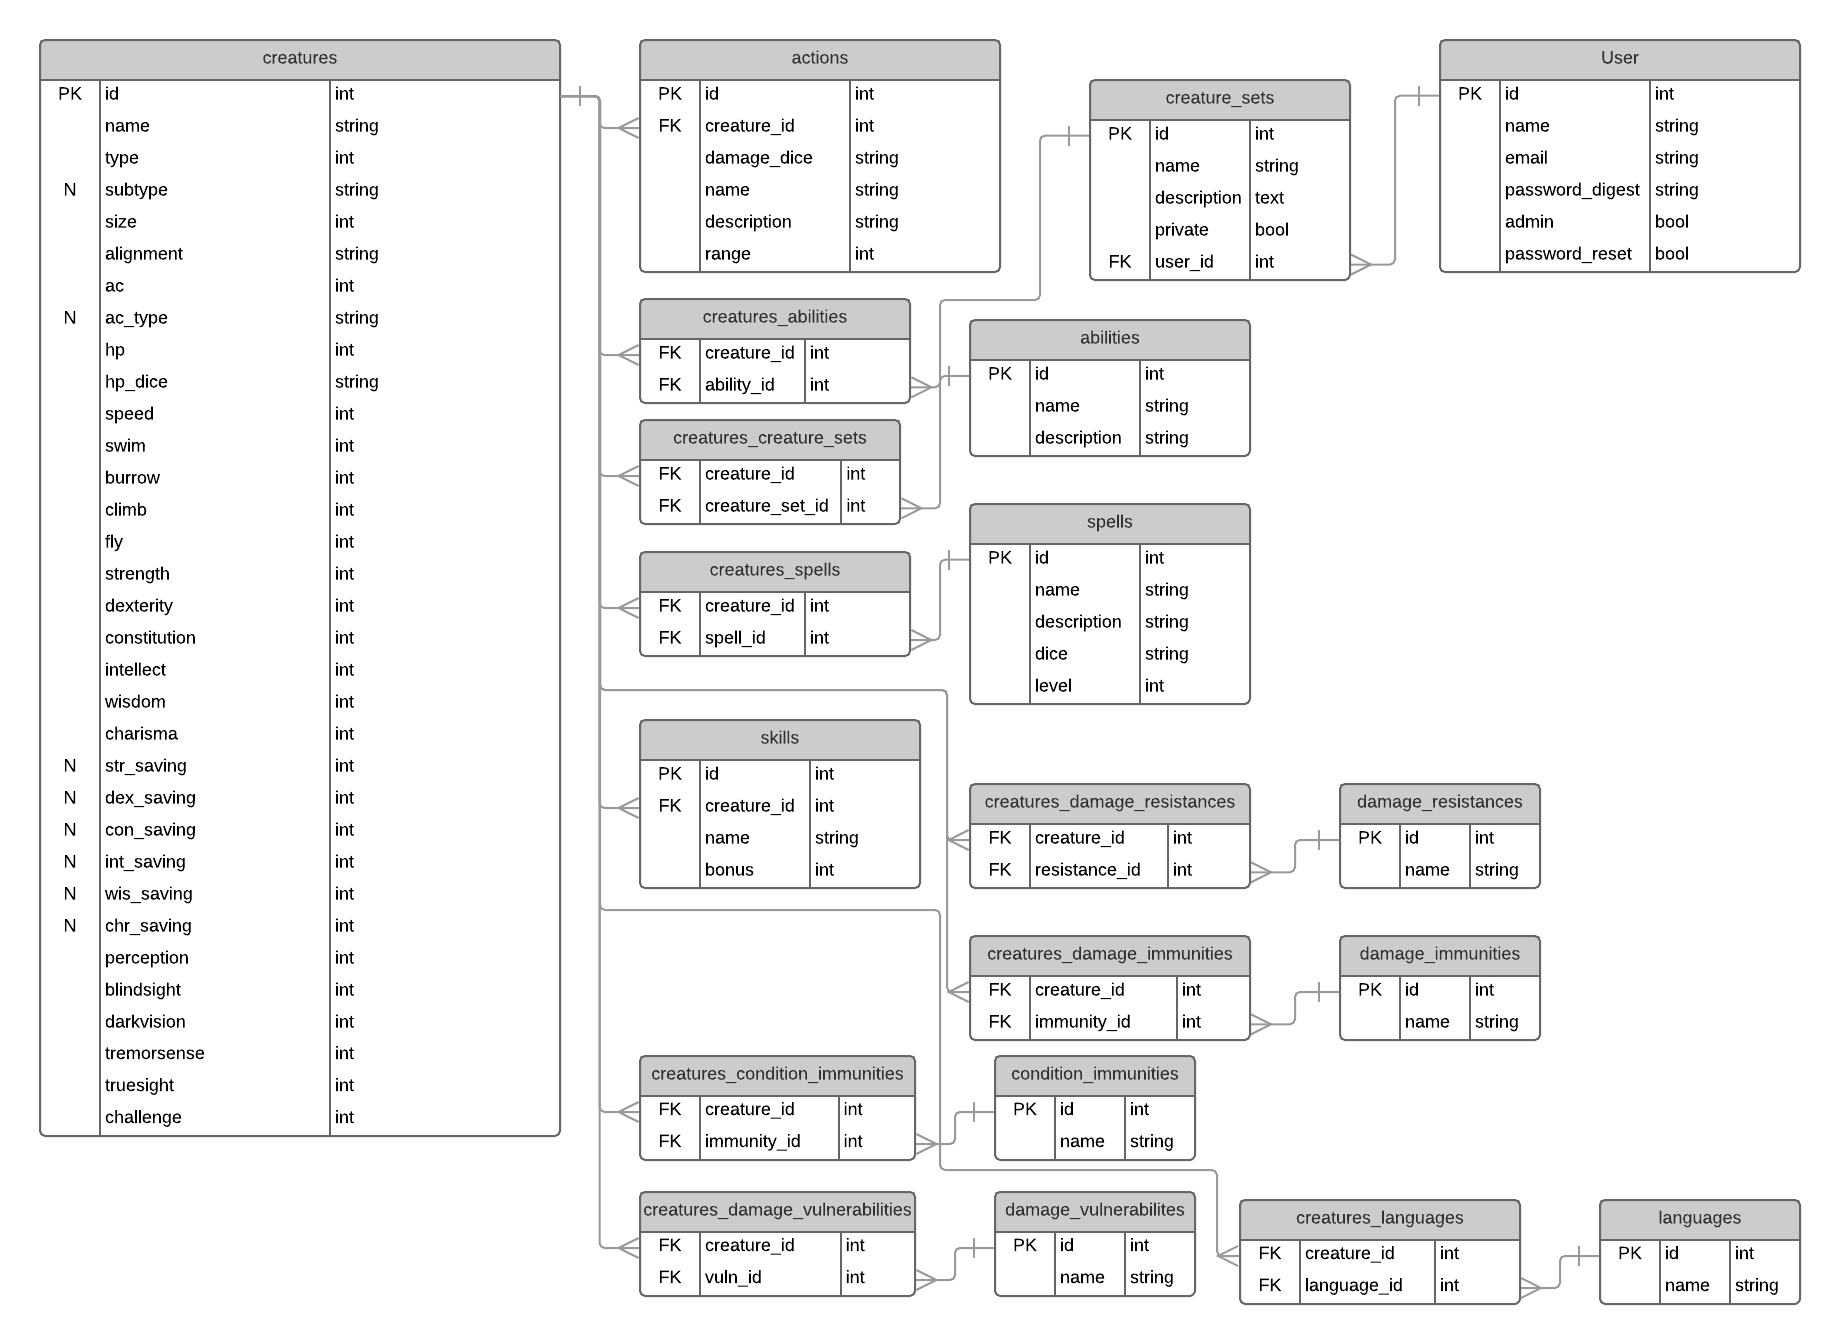 creatures
PK id int
name string
type int
N subtype string
size int
alignment string
ac int
N ac_type string
hp int
hp_dice string
speed int
swim int
burrow int
climb int
fly int
strength int
dexterity int
constitution int
intellect int
wisdom int
charisma int
N str_saving int
N dex_saving int
N con_saving int
N int_saving int
N wis_saving int
N chr_saving int
perception int
blindsight int
darkvision int
tremorsense int
truesight int
challenge int
actions
PK id int
FK creature_id int
damage_dice string
name string
description string
range int
creature_sets
PK id int
name string
description text
private bool
FK user_id int
User
PK id int
name string
email string
password_digest string
admin bool
password_reset bool
creatures_abilities
FK creature_id int
FK ability_id int
abilities
PK id int
name string
description string
creatures_creature_sets
FK creature_id int
FK creature_set_id int
creatures_spells
FK creature_id int
FK spell_id int
spells
PK id int
name string
description string
dice string
level int
skills
PK id int
FK creature_id int
name string
bonus int
creatures_damage_resistances
FK creature_id int
FK resistance_id int
damage_resistances
PK id int
name string
creatures_damage_immunities
FK creature_id int
FK immunity_id int
damage_immunities
PK id int
name string
creatures_condition_immunities
FK creature_id int
FK immunity_id int
condition_immunities
PK id int
name string
creatures_damage_vulnerabilities
FK creature_id int
FK vuln_id int
damage_vulnerabilites
PK id int
name string
creatures_languages
FK creature_id int
FK language_id int
languages
PK id int
name string